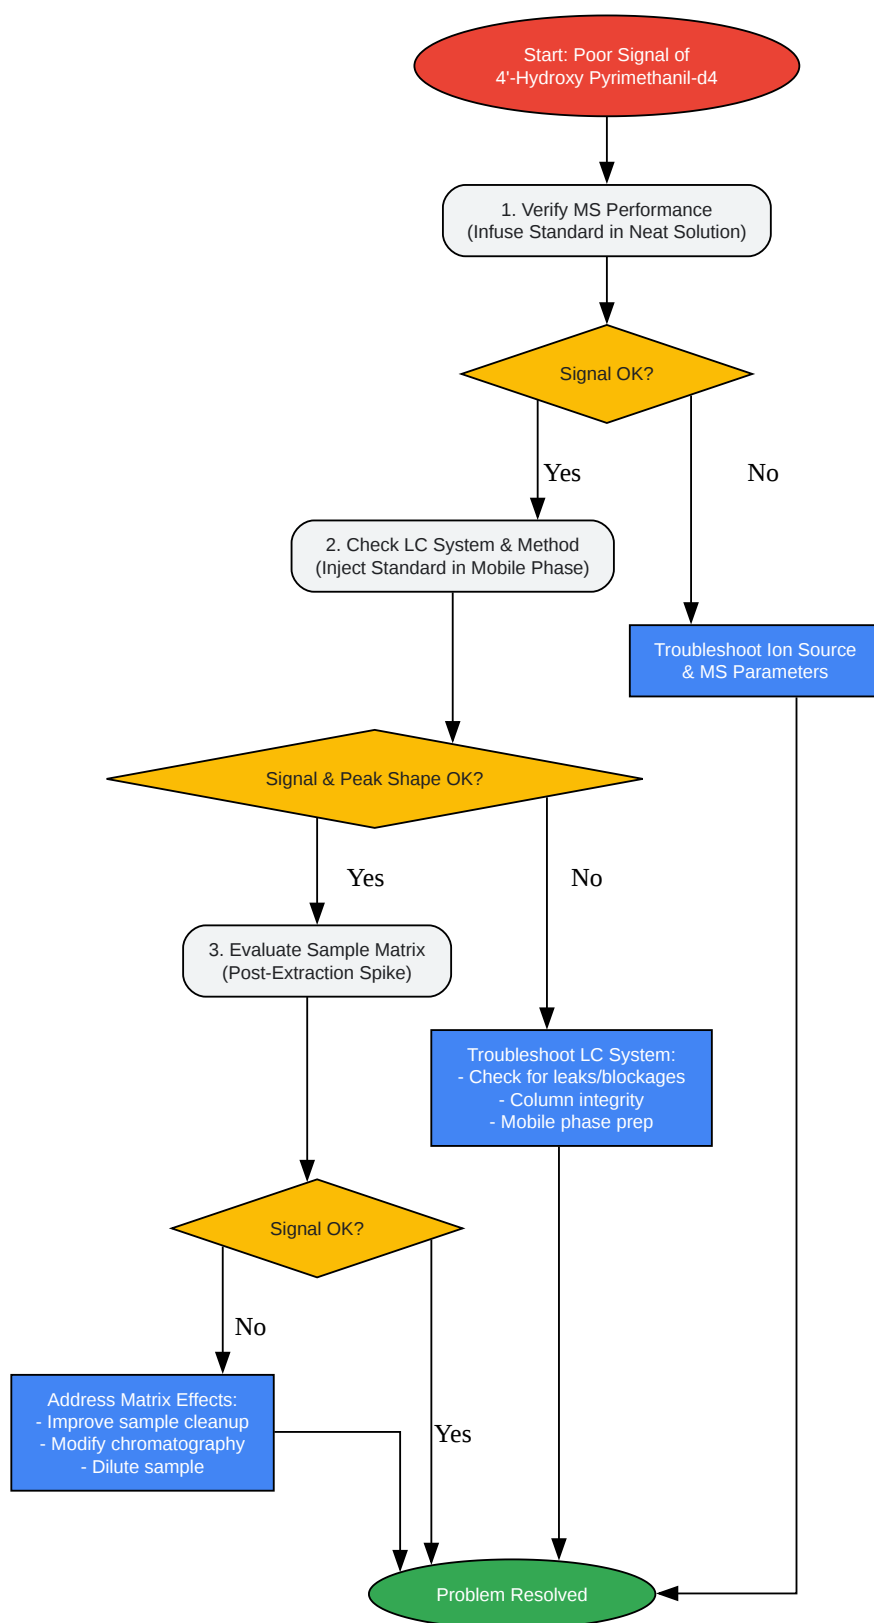 Start: Poor Signal of
4'-Hydroxy Pyrimethanil-d4
1. Verify MS Performance
(Infuse Standard in Neat Solution)
Signal OK?
Yes
No
2. Check LC System & Method
(Inject Standard in Mobile Phase)
Troubleshoot Ion Source
& MS Parameters
Signal & Peak Shape OK?
Yes
No
3. Evaluate Sample Matrix
(Post-Extraction Spike)
Troubleshoot LC System:
- Check for leaks/blockages
- Column integrity
- Mobile phase prep
Signal OK?
No
Yes
Address Matrix Effects:
- Improve sample cleanup
- Modify chromatography
- Dilute sample
Problem Resolved